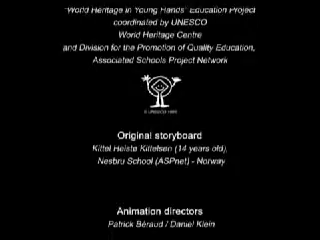 "World Heritage in Young Hands" Education Project
coordinated by UNESCO
World Heritage Centre
and Division for the Promotion of Quality Education,
Associated Schools Project Network
Original storyboard
Kittel Heiste Kittelsen (14 years old),
Nesbru School (ASPnet) - Norway
Animation directors
Patrick Béraud / Daniel Klein